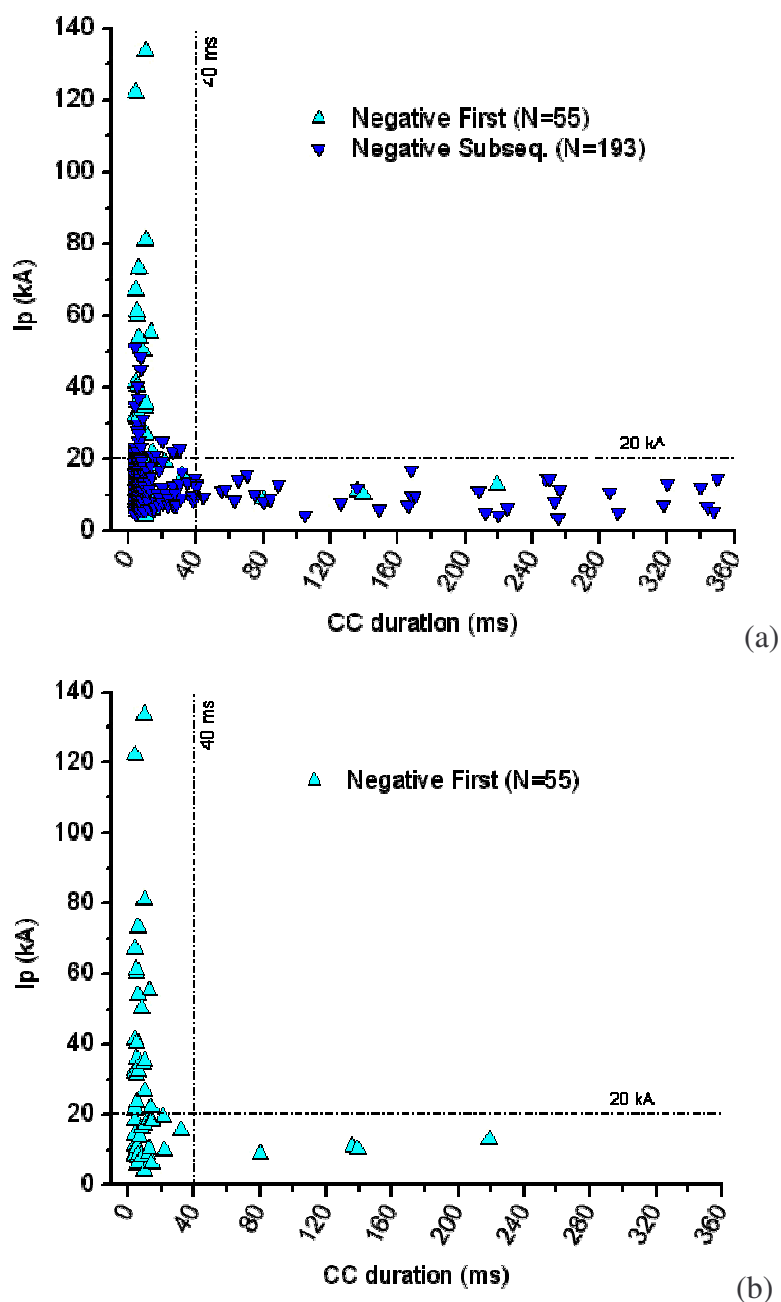 140
120
100
80
60
40
20
0
Ip (kA)
40 ms
Negative First (N=55)
Negative Subseq. (N=193)
20 kA
0 40 80 120 160 200 240 280 320 360
CC duration (ms)
(a)
140
120
100
80
60
40
20
0
Ip (kA)
40 ms
Negative First (N=55)
20 kA
0 40 80 120 160 200 240 280 320 360
CC duration (ms)
(b)